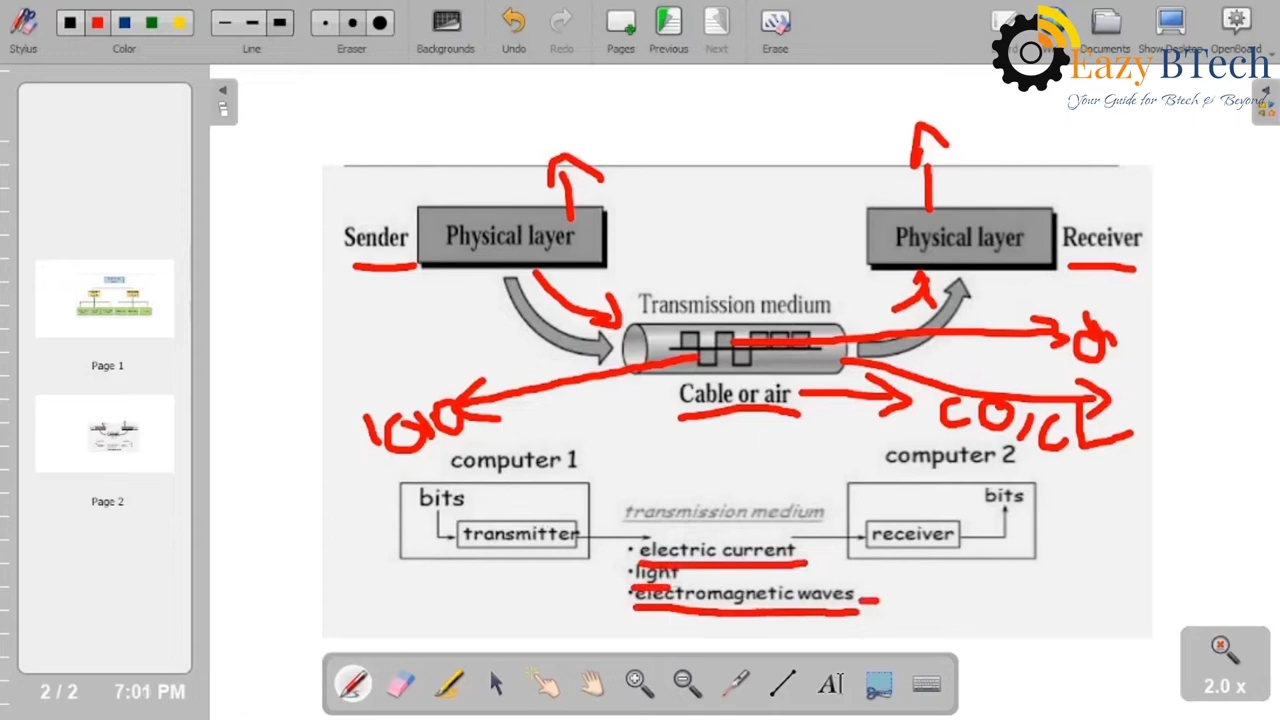 Stylus
Color
Line
Eraser
Backgrounds
Undo
Redo
Pages
Previous
Next
Erase
Documents
Show Desktop
OpenBoard
Eazy BTech
Your Guide for Btech & Beyond
Sender
Physical layer
Physical layer
Receiver
Transmission medium
Cable or air
1010
computer 1
computer 2
bits
transmitter
transmission medium
• electric current
• light
• electromagnetic waves
receiver
bits
Page 1
Page 2
2 / 2
7:01 PM
2.0 x